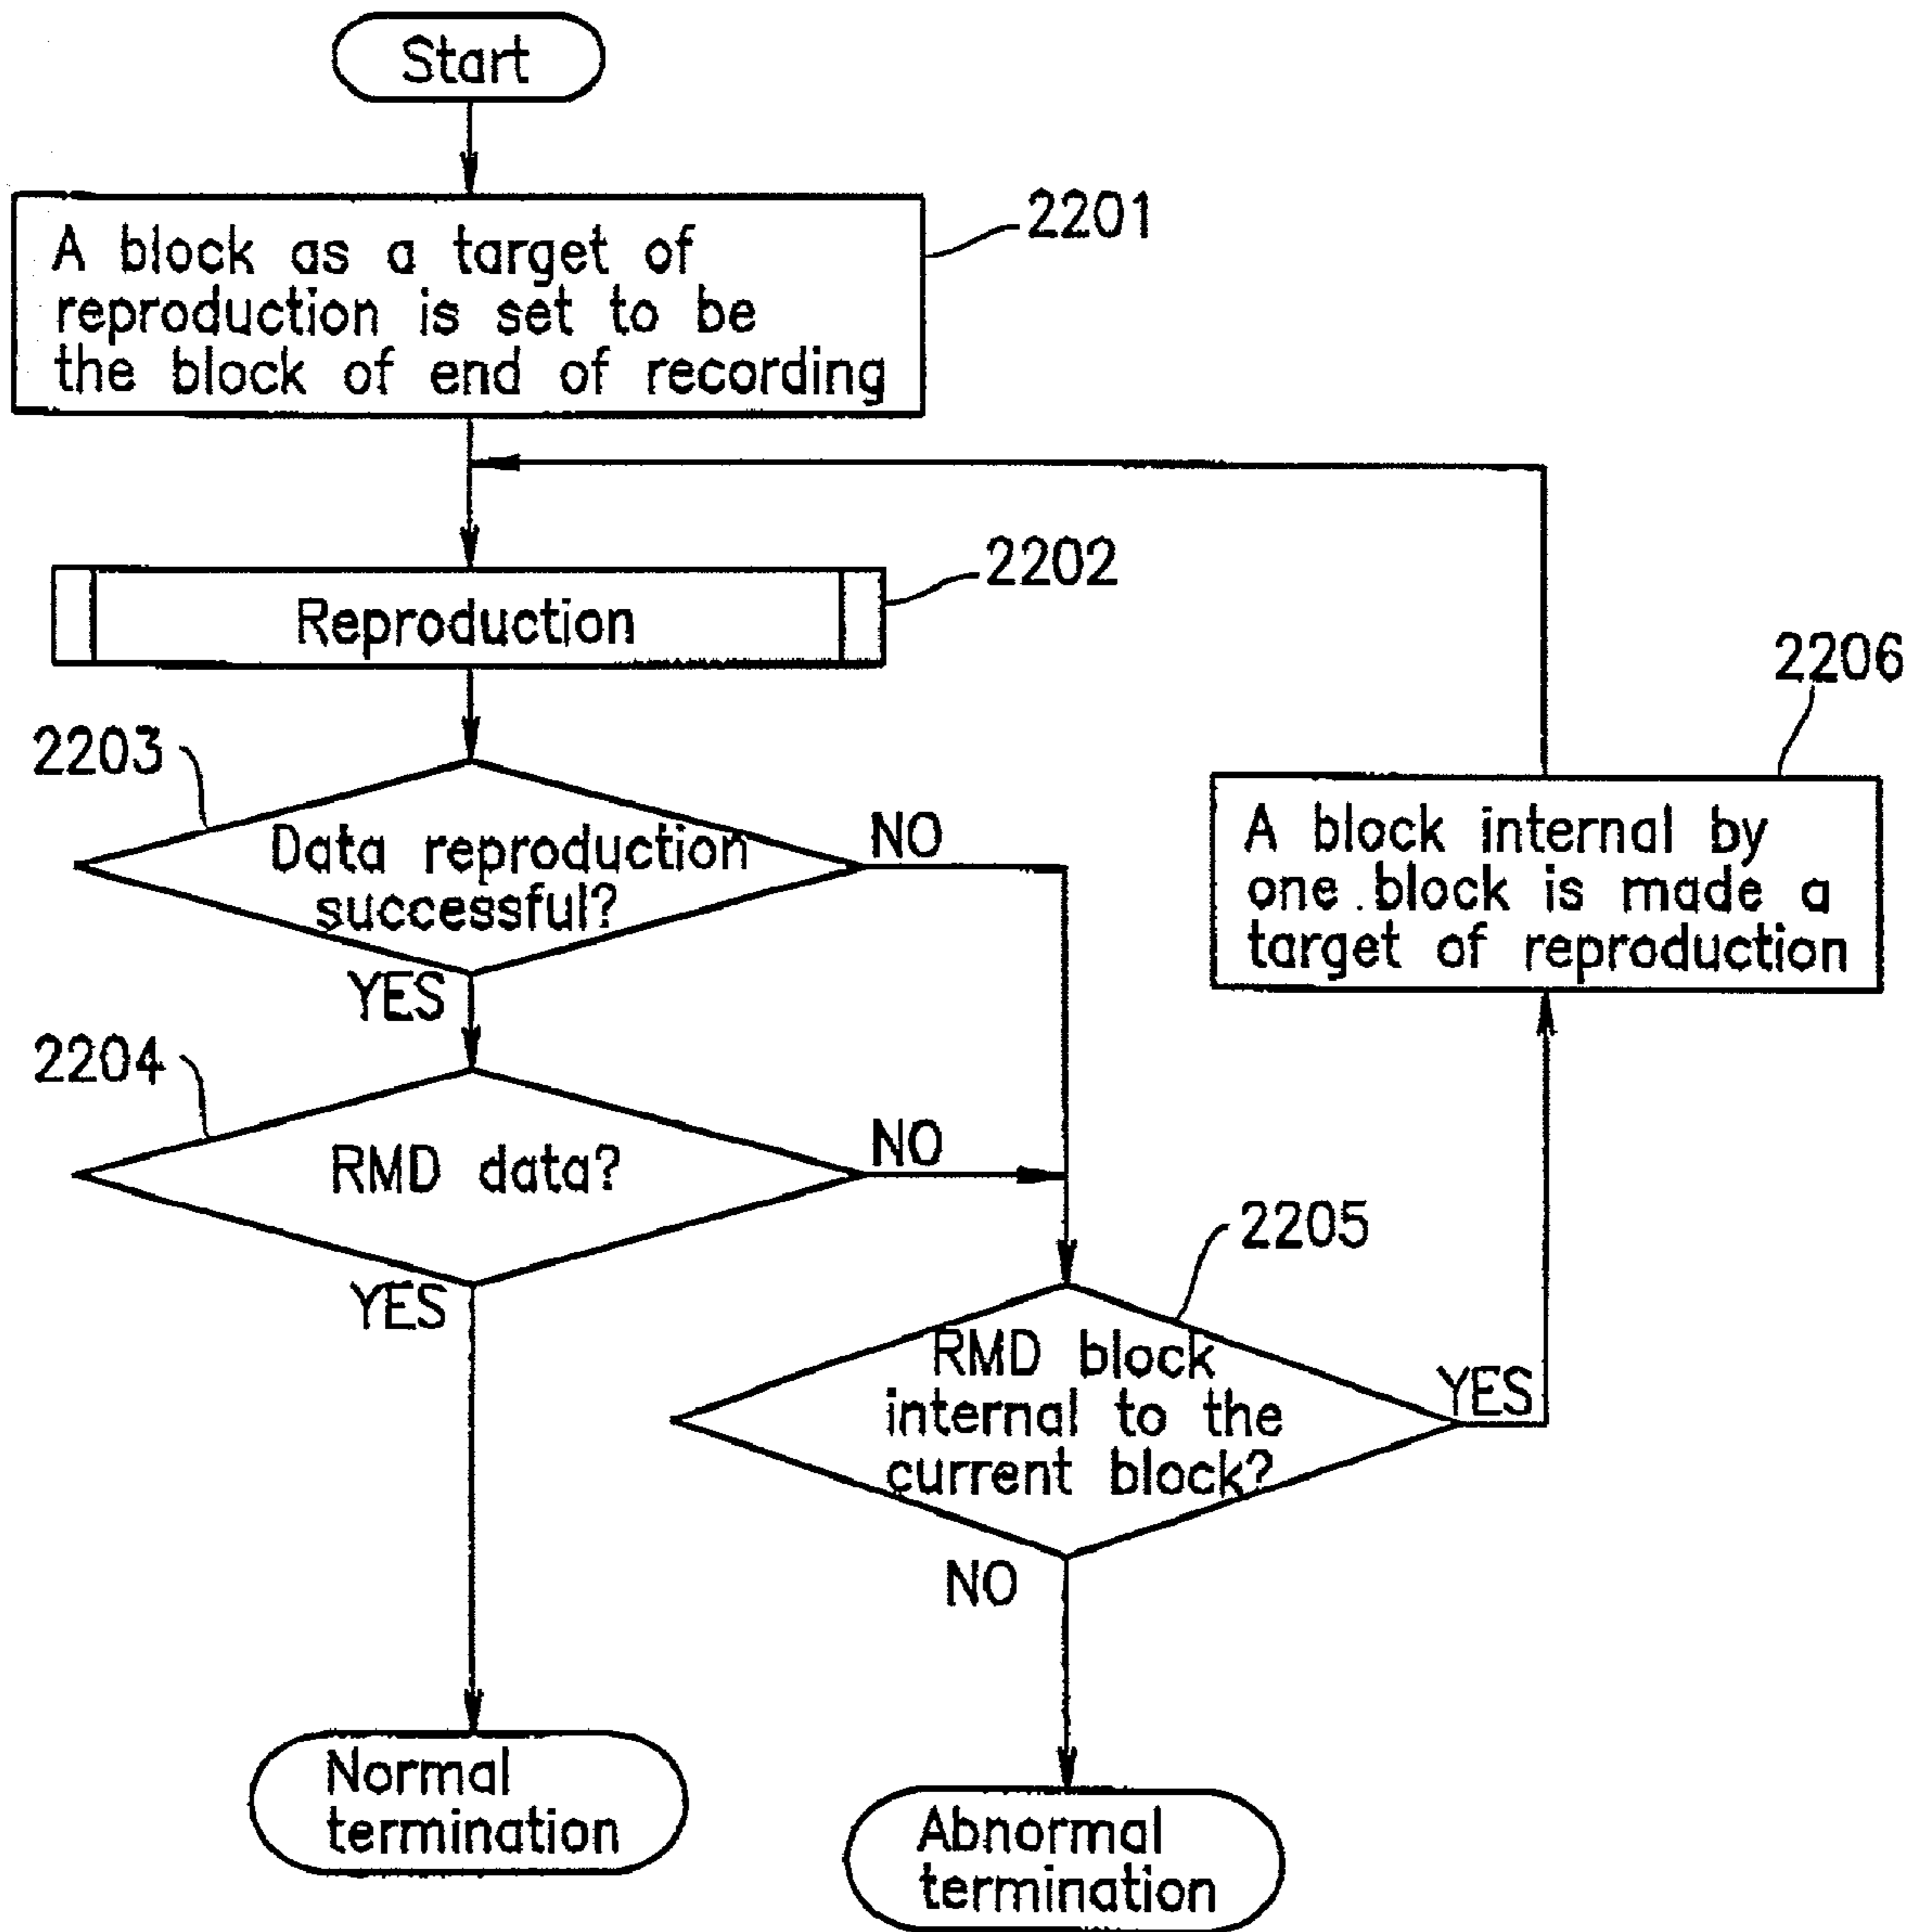 Start
2201
A block as a target of
reproduction is set to be
the block of end of recording
2202
Reproduction
2206
2203
Data reproduction
successful?
NO
YES
A block internal by
one block is made a
target of reproduction
2204
RMD data?
NO
YES
2205
RMD block
internal to the
current block?
YES
NO
Normal
termination
Abnormal
termination